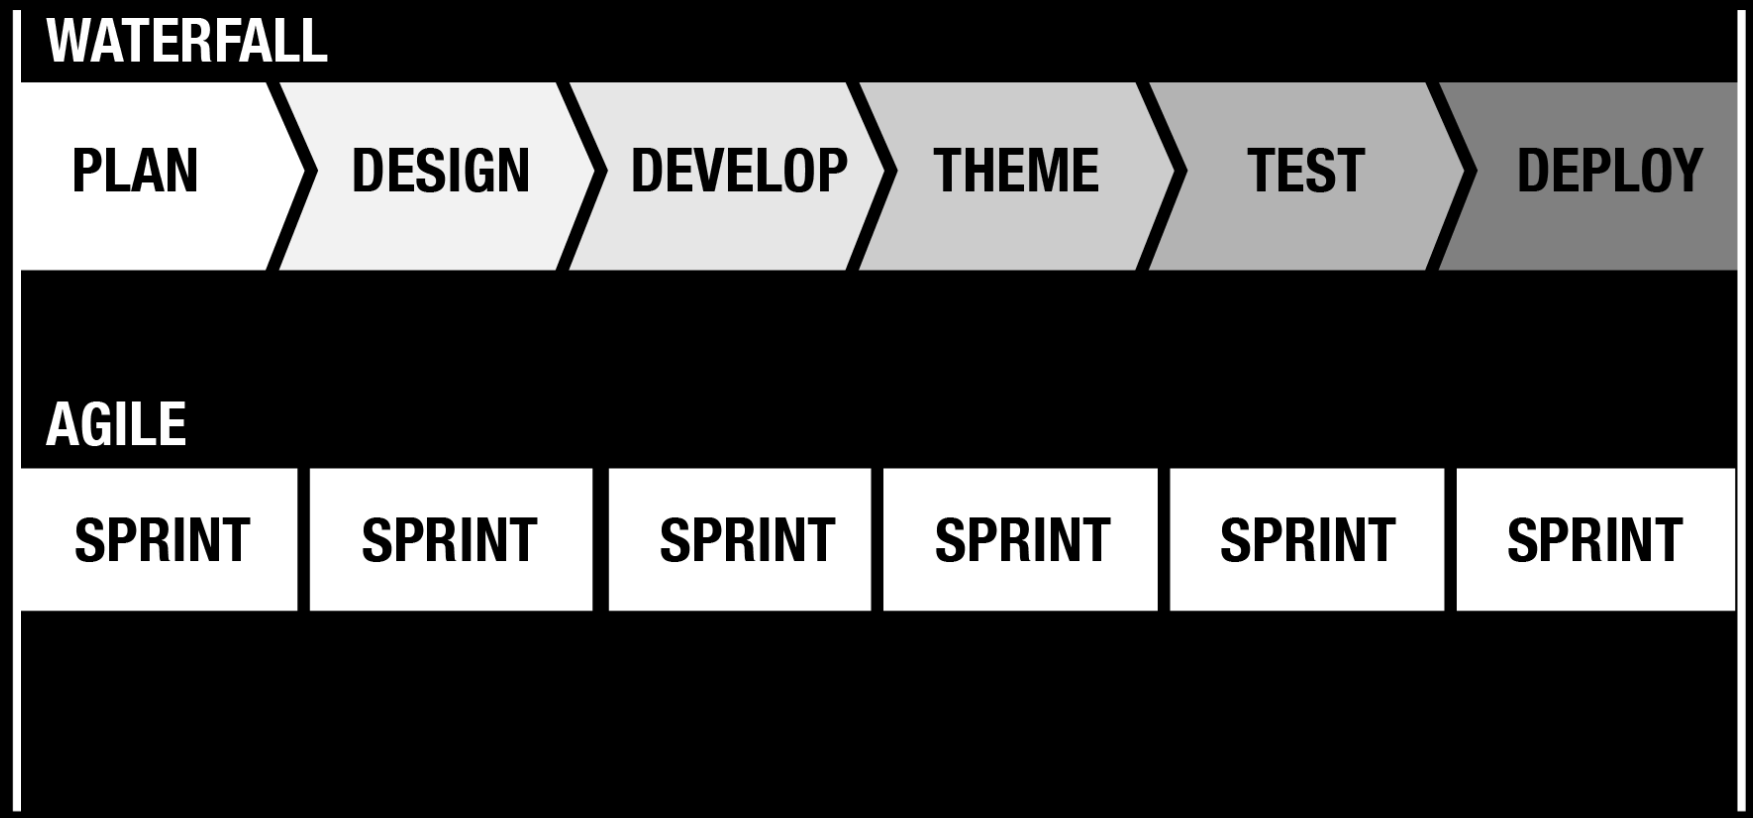 WATERFALL
PLAN DESIGN DEVELOP THEME TEST DEPLOY
AGILE
SPRINT SPRINT SPRINT SPRINT SPRINT SPRINT